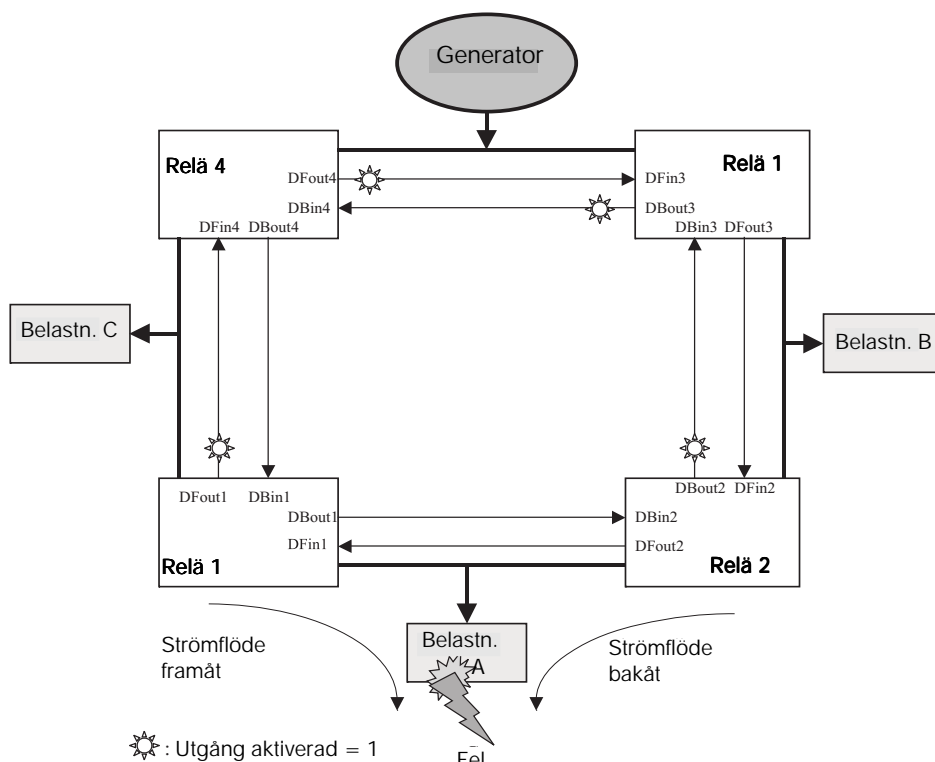 Generator
Relä 4
DFout4
DBin4
DFin4 DBout4
Relä 1
DFin3
DBout3
DBin3 DFout3
Belastn. C
Belastn. B
DFout1 DBin1
DBout1
DFin1
Relä 1
DBout2 DFin2
DBin2
DFout2
Relä 2
Strömflöde
framåt
Belastn.
A
Strömflöde
bakåt
: Utgång aktiverad = 1
Fel